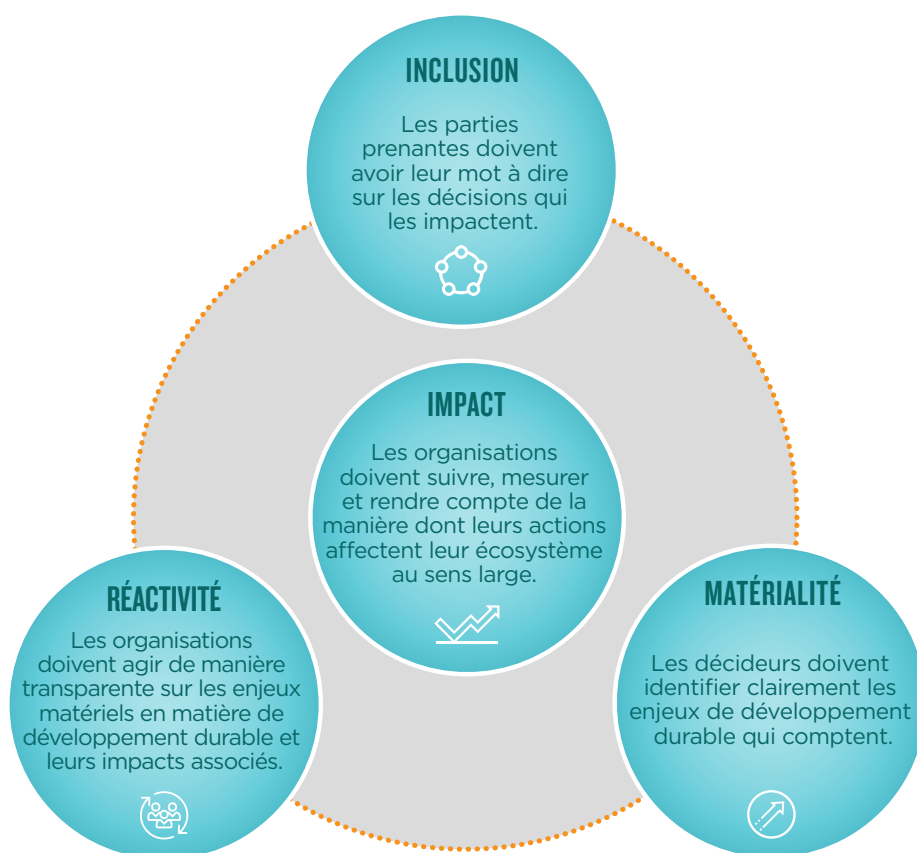 INCLUSION
Les parties
prenantes doivent
avoir leur mot à dire
sur les décisions qui
les impactent.
IMPACT
Les organisations
doivent suivre, mesurer
et rendre compte de la
manière dont leurs actions
affectent leur écosystème
au sens large.
RÉACTIVITÉ
Les organisations
doivent agir de manière
transparente sur les enjeux
matériels en matière de
développement durable et
leurs impacts associés.
MATÉRIALITÉ
Les décideurs doivent
identifier clairement les
enjeux de développement
durable qui comptent.